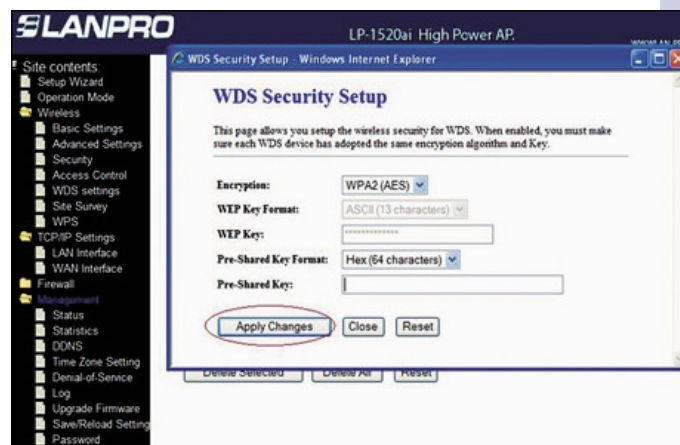 LANPRO
LP-1520ai High Power AP.
WDS Security Setup - Windows Internet Explorer
Site contents:
Setup Wizard
Operation Mode
Wireless
Basic Settings
Advanced Settings
Security
Access Control
WDS settings
Site Survey
WPS
TCP/IP Settings
LAN Interface
WAN Interface
Firewall
Management
Status
Statistics
DDNS
Time Zone Setting
Denial-of-Service
Log
Upgrade Firmware
Save/Reload Setting
Password
WDS Security Setup
This page allows you setup the wireless security for WDS. When enabled, you must make
sure each WDS device has adopted the same encryption algorithm and Key.
Encryption: WPA2 (AES)
WEP Key Format: ASCII (13 characters)
WEP Key: *************
Pre-Shared Key Format: Hex (64 characters)
Pre-Shared Key:
Apply Changes Close Reset
Delete Selected Delete All Reset